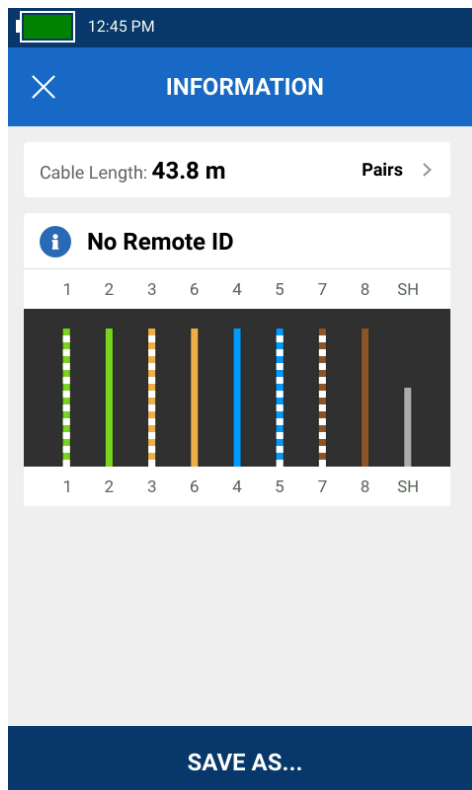 12:45 PM
INFORMATION
Cable Length: 43.8 m Pairs
i No Remote ID
1 2 3 6 4 5 7 8 SH
1 2 3 6 4 5 7 8 SH
SAVE AS...